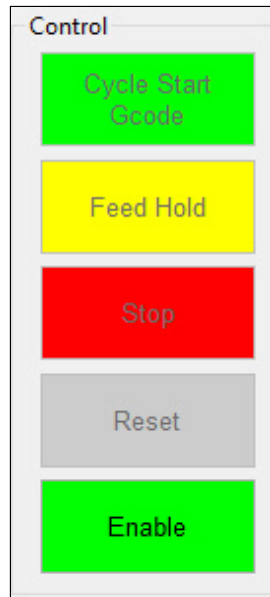 Control
Cycle Start
Gcode
Feed Hold
Stop
Reset
Enable